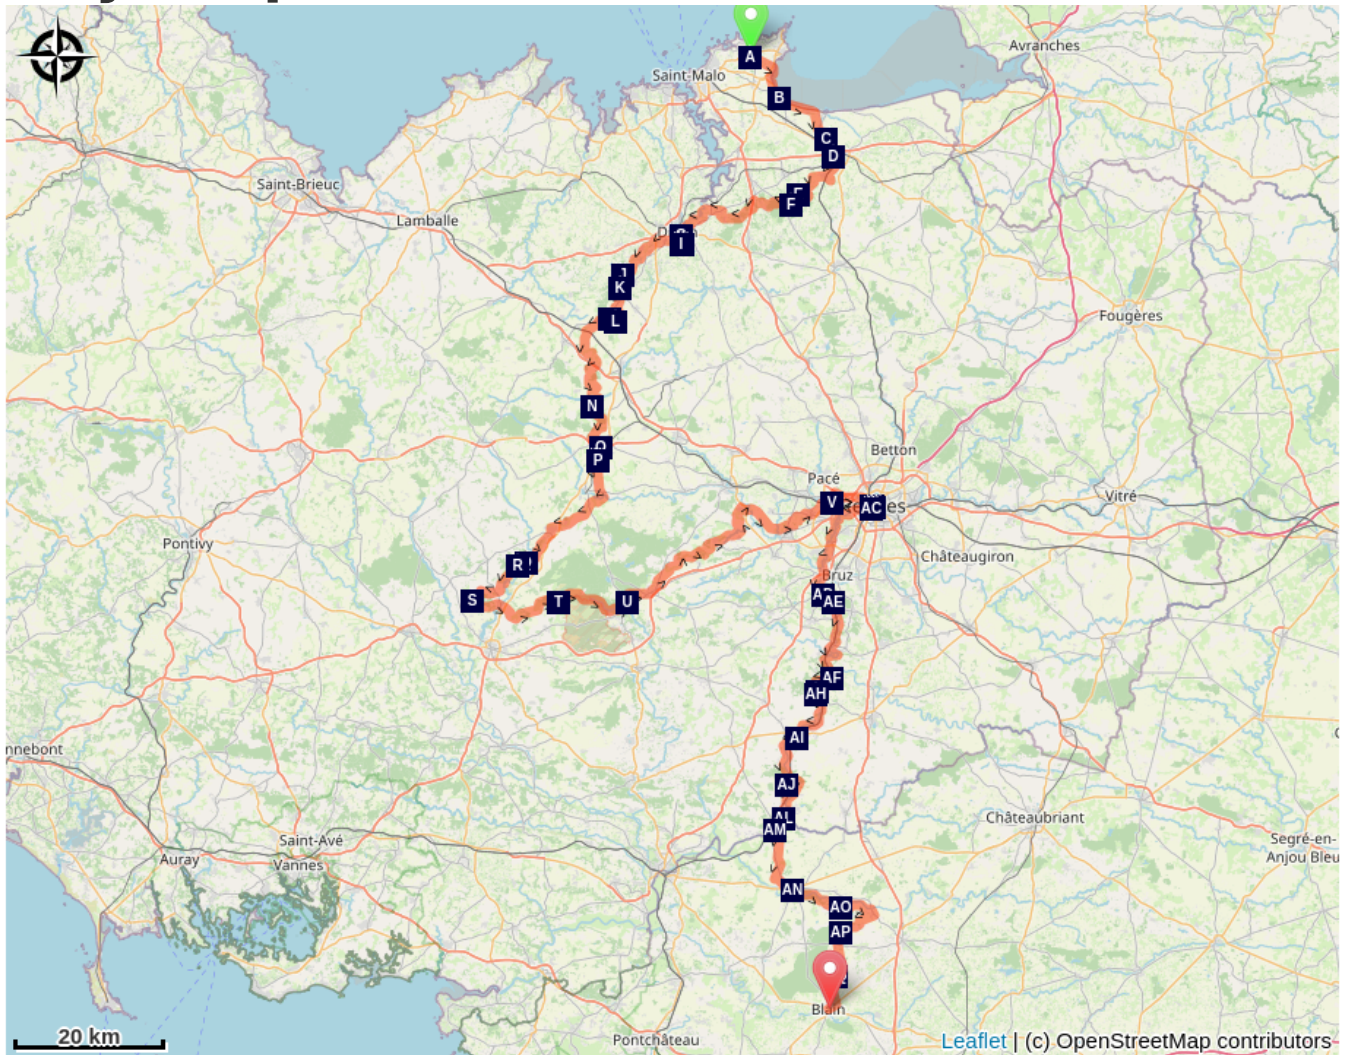 A
Avranches
Saint-Malo
B
C
D
Saint-Brieuc
F
Lamballe
I
J
K
Fougères
L
N
Betton
P
Pacé
Vitré
V
AC
Pontivy
Châteaugiron
R
Bruz
S
T
U
AE
AF
AH
AI
nnebont
AJ
Châteaubriant
AL
AM
Saint-Avé
Segré-en-
Anjou Bleu
Auray
Vannes
AN
AO
AP
Blain
20 km
Pontchâteau
Leaflet | (c) OpenStreetMap contributors